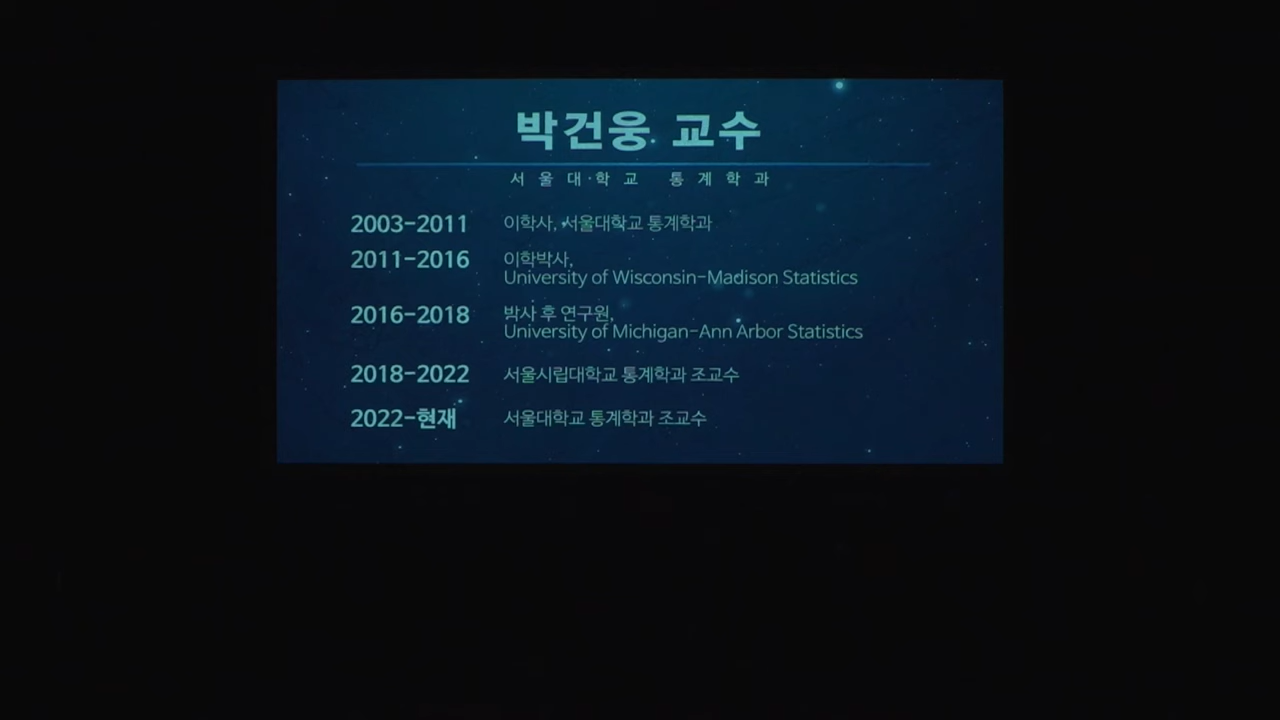 박건웅 교수
서울대학교 통계학과
2003-2011 이학사, 서울대학교 통계학과
2011-2016 이학박사,
University of Wisconsin-Madison Statistics
2016-2018 박사 후 연구원,
University of Michigan-Ann Arbor Statistics
2018-2022 서울시립대학교 통계학과 조교수
2022-현재 서울대학교 통계학과 조교수